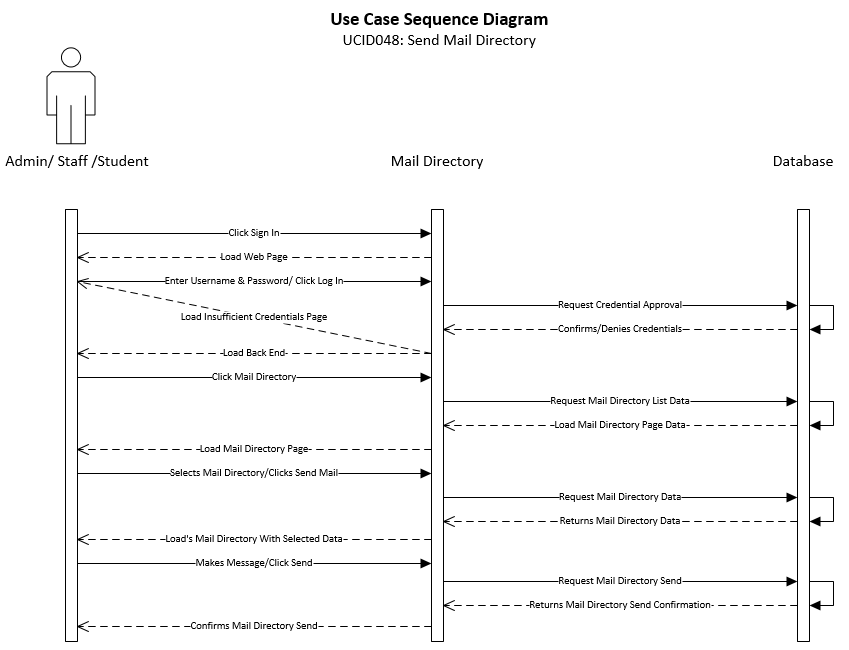 Use Case Sequence Diagram
UCID048: Send Mail Directory
Admin/ Staff /Student
Mail Directory
Database
Click Sign In
Load Web Page
Enter Username & Password/ Click Log In
Request Credential Approval
Load Insufficient Credentials Page
Confirms/Denies Credentials
Load Back End
Click Mail Directory
Request Mail Directory List Data
Load Mail Directory Page Data
Load Mail Directory Page
Selects Mail Directory/Clicks Send Mail
Request Mail Directory Data
Returns Mail Directory Data
Load's Mail Directory With Selected Data
Makes Message/Click Send
Request Mail Directory Send
Returns Mail Directory Send Confirmation
Confirms Mail Directory Send